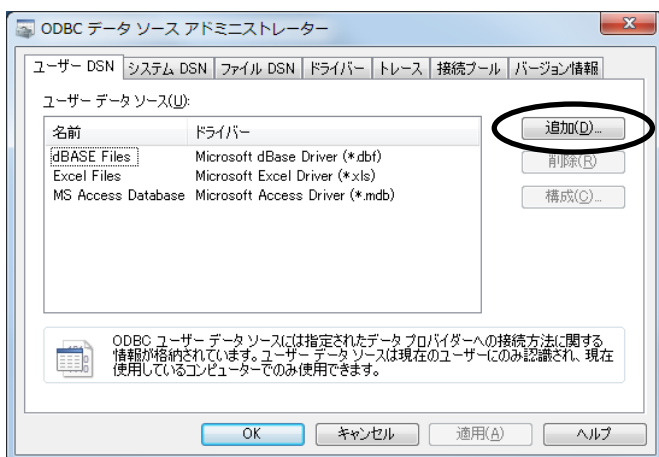 ODBC データ ソース アドミニストレーター
ユーザー DSN システム DSN ファイル DSN ドライバー トレース 接続プール バージョン情報
ユーザー データ ソース(U):
名前 ドライバー
dBASE Files Microsoft dBase Driver (*.dbf)
Excel Files Microsoft Excel Driver (*.xls)
MS Access Database Microsoft Access Driver (*.mdb)
追加(D)...
削除(R)
構成(C)...
ODBC ユーザー データ ソースには指定されたデータ プロバイダーへの接続方法に関する
情報が格納されています。ユーザー データ ソースは現在のユーザーにのみ認識され、現在
使用しているコンピューターでのみ使用できます。
OK キャンセル 適用(A) ヘルプ